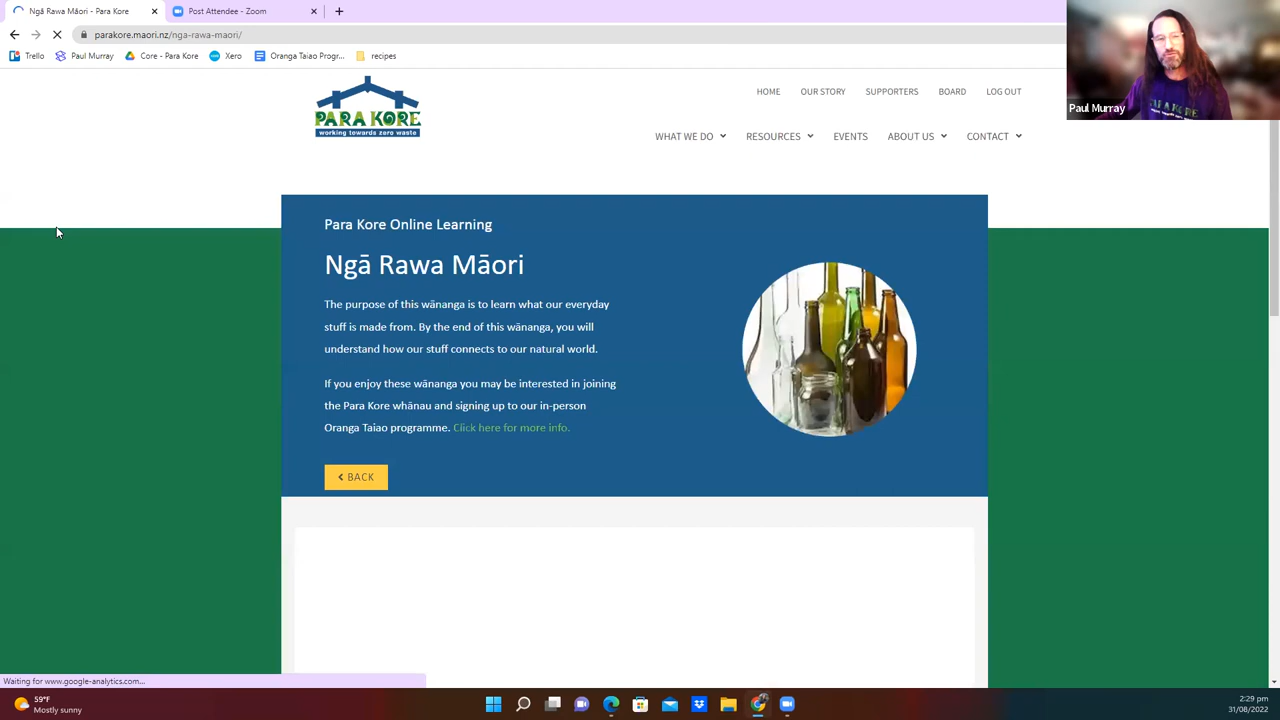 Ngā Rawa Māori - Para Kore
Post Attendee - Zoom
parakore.maori.nz/nga-rawa-maori/
Trello
Paul Murray
Core - Para Kore
Xero
Oranga Taiao Progr...
recipes
PARA KORE
working towards zero waste
HOME
OUR STORY
SUPPORTERS
BOARD
LOG OUT
WHAT WE DO
RESOURCES
EVENTS
ABOUT US
CONTACT
PARA KORE
Paul Murray
Para Kore Online Learning
Ngā Rawa Māori
The purpose of this wānanga is to learn what our everyday
stuff is made from. By the end of this wānanga, you will
understand how our stuff connects to our natural world.
If you enjoy these wānanga you may be interested in joining
the Para Kore whānau and signing up to our in-person
Oranga Taiao programme. Click here for more info.
BACK
Waiting for www.google-analytics.com...
59°F
Mostly sunny
2:29 pm
31/08/2022